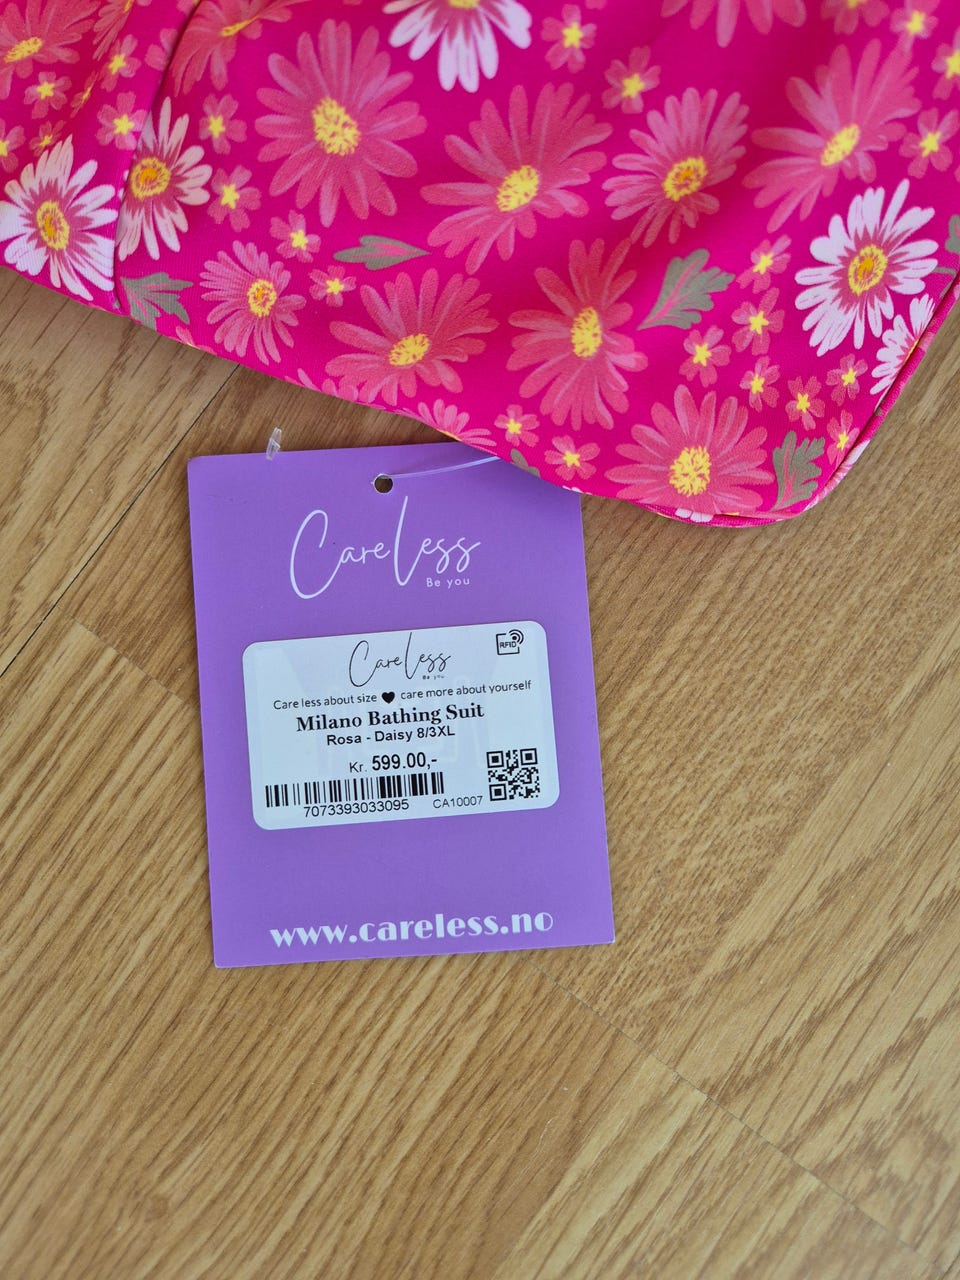 CareLess
Be you
CareLess
Be you
RFID
Care less about size ♥ care more about yourself
Milano Bathing Suit
Rosa - Daisy 8/3XL
Kr. 599.00,-
7073393033095 CA10007
www.careless.no